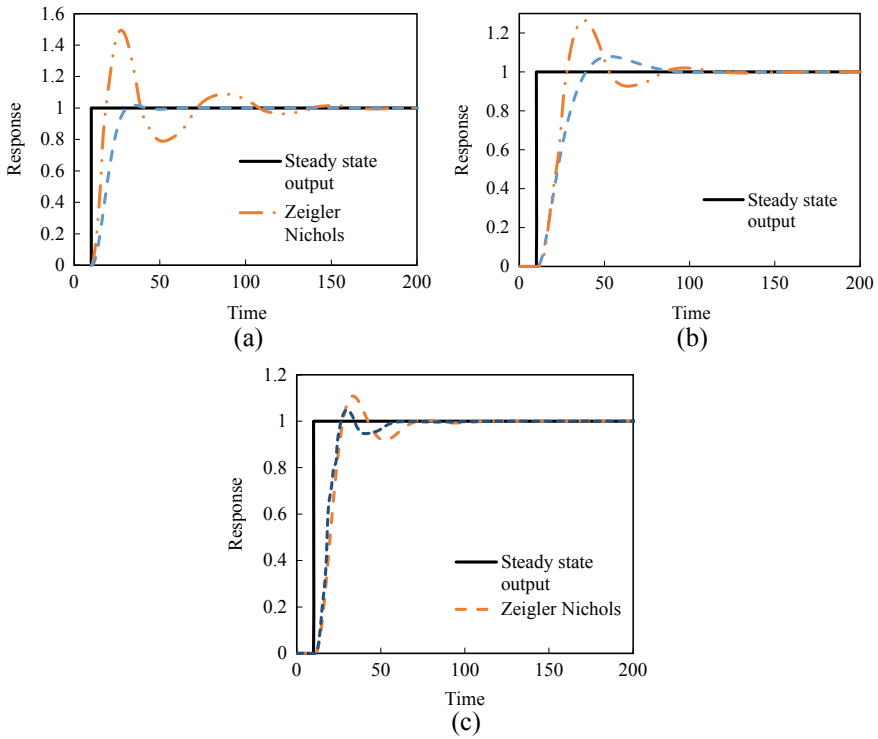 1.6
1.4
1.2
1
0.8
0.6
0.4
0.2
0
Response
Steady state
output
Zeigler
Nichols
0 50 100 150 200
Time
(a)
1.2
1
0.8
0.6
0.4
0.2
0
Response
Steady state
output
0 50 100 150 200
Time
(b)
1.2
1
0.8
0.6
0.4
0.2
0
Response
Steady state
output
Zeigler Nichols
0 50 100 150 200
Time
(c)